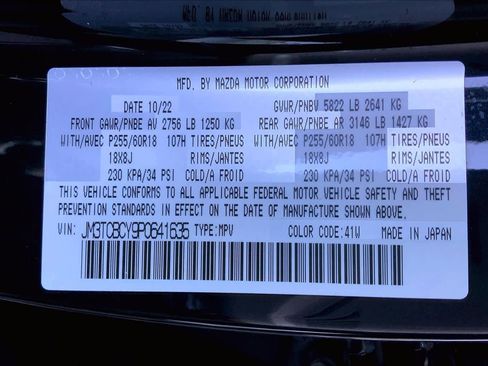 MFD. BY MAZDA MOTOR CORPORATION
DATE 10/22 GVWR/PNBV 5822 LB 2641 KG
FRONT GAWR/PNBE AV 2756 LB 1250 KG REAR GAWR/PNBE AR 3146 LB 1427 KG
WITH/AVEC P255/60R18 107H TIRES/PNEUS WITH/AVEC P255/60R18 107H TIRES/PNEUS
18X8J RIMS/JANTES 18X8J RIMS/JANTES
230 KPA/34 PSI COLD/A FROID 230 KPA/34 PSI COLD/A FROID
THIS VEHICLE CONFORMS TO ALL APPLICABLE FEDERAL MOTOR VEHICLE SAFETY AND THEFT
PREVENTION STANDARDS IN EFFECT ON THE DATE OF MANUFACTURE SHOWN ABOVE.
VIN: JM3TCBCY9P0641635 TYPE:MPV COLOR CODE:41W MADE IN JAPAN